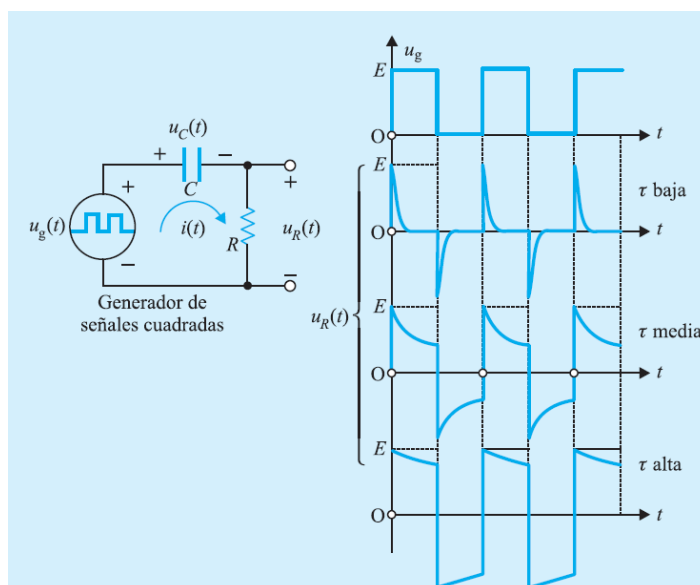 u_g
E
O
t
u_C(t)
+
−
C
+
−
u_g(t)
i(t)
R
+
−
u_R(t)
Generador de
señales cuadradas
u_R(t)
E
τ baja
O
t
E
τ media
O
t
E
τ alta
O
t